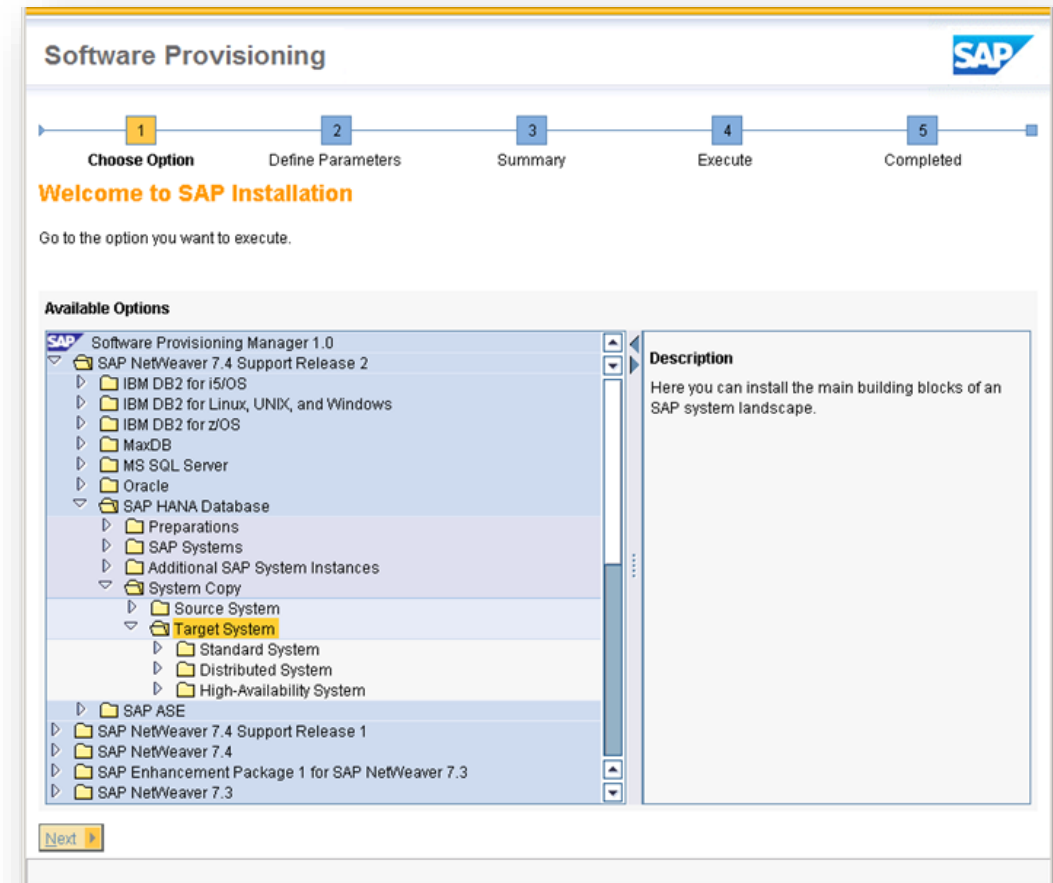 Software Provisioning
SAP
1 2 3 4 5
Choose Option Define Parameters Summary Execute Completed
Welcome to SAP Installation
Go to the option you want to execute.
Available Options
SAP Software Provisioning Manager 1.0
SAP NetWeaver 7.4 Support Release 2
IBM DB2 for i5/OS
IBM DB2 for Linux, UNIX, and Windows
IBM DB2 for z/OS
MaxDB
MS SQL Server
Oracle
SAP HANA Database
Preparations
SAP Systems
Additional SAP System Instances
System Copy
Source System
Target System
Standard System
Distributed System
High-Availability System
SAP ASE
SAP NetWeaver 7.4 Support Release 1
SAP NetWeaver 7.4
SAP Enhancement Package 1 for SAP NetWeaver 7.3
SAP NetWeaver 7.3
Description
Here you can install the main building blocks of an
SAP system landscape.
Next